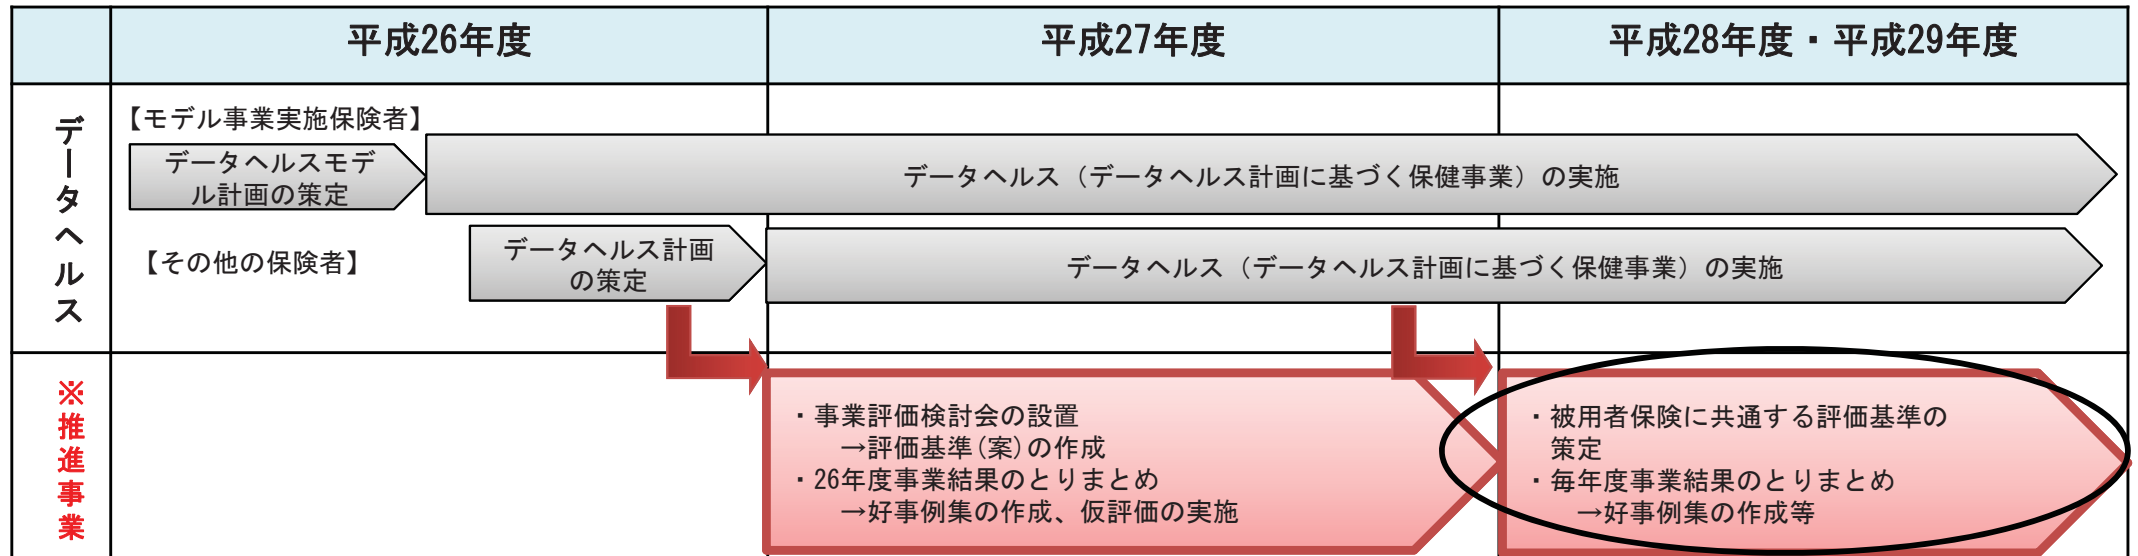 平成26年度
平成27年度
平成28年度・平成29年度
データヘルス
【モデル事業実施保険者】
データヘルスモデ
ル計画の策定
データヘルス（データヘルス計画に基づく保健事業）の実施
【その他の保険者】
データヘルス計画
の策定
データヘルス（データヘルス計画に基づく保健事業）の実施
※推進事業
・事業評価検討会の設置
→評価基準(案)の作成
・26年度事業結果のとりまとめ
→好事例集の作成、仮評価の実施
・被用者保険に共通する評価基準の
策定
・毎年度事業結果のとりまとめ
→好事例集の作成等